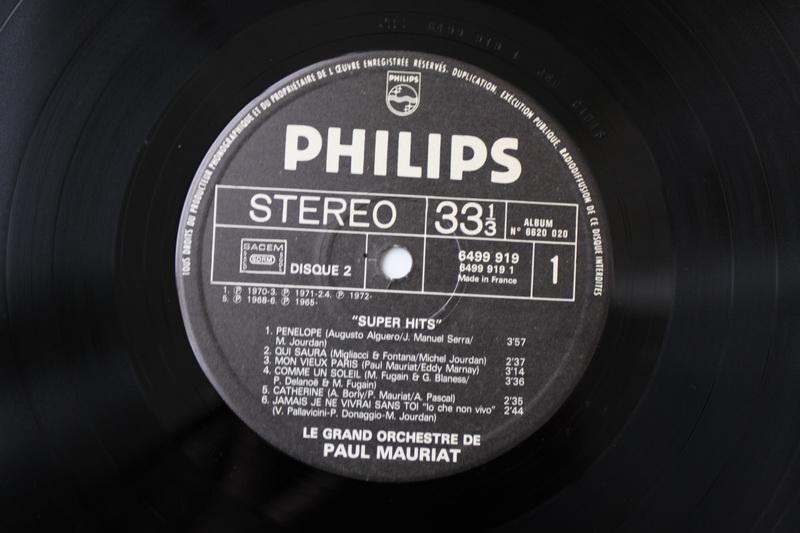 TOUS DROITS DU PRODUCTEUR PHONOGRAPHIQUE ET DU PROPRIETAIRE DE L'ŒUVRE ENREGISTRÉE RÉSERVÉS. DUPLICATION, EXÉCUTION PUBLIQUE, RADIODIFFUSION DE CE DISQUE INTERDITES
PHILIPS
PHILIPS
STEREO
33 1/3
ALBUM
N° 6620 020
SACEM
SDRM
DISQUE 2
6499 919
6499 919 1
Made in France
1
1. ℗ 1970-3. ℗ 1971-2.4. ℗ 1972-
5. ℗ 1968-6. ℗ 1965-
"SUPER HITS"
1. PENELOPE (Augusto Alguero/J. Manuel Serra/
M. Jourdan) 3'57
2. QUI SAURA (Migliacci & Fontana/Michel Jourdan) 2'37
3. MON VIEUX PARIS (Paul Mauriat/Eddy Marnay) 3'14
4. COMME UN SOLEIL (M. Fugain & G. Blaness/
P. Delanoë & M. Fugain) 3'36
5. CATHERINE (A. Borly/P. Mauriat/A. Pascal) 2'35
6. JAMAIS JE NE VIVRAI SANS TOI "Io che non vivo" 2'44
(V. Pallavicini-P. Donaggio-M. Jourdan)
LE GRAND ORCHESTRE DE
PAUL MAURIAT